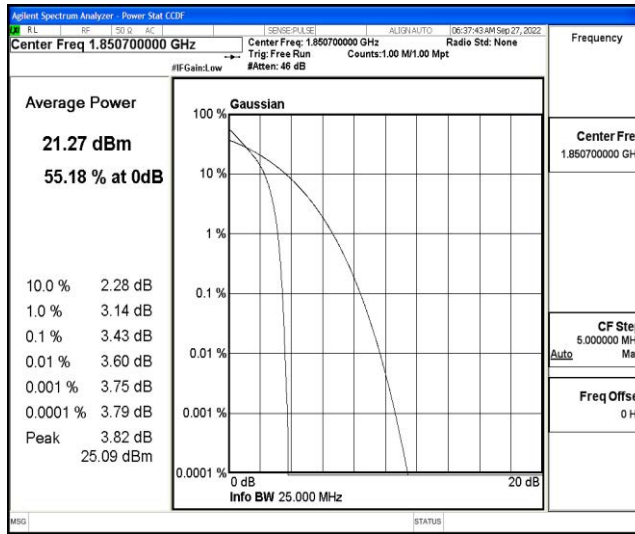 Agilent Spectrum Analyzer - Power Stat CCDF
RL RF 50 Ω AC SENSE:PULSE ALIGN AUTO 06:37:43 AM Sep 27, 2022
Center Freq 1.850700000 GHz
Center Freq: 1.850700000 GHz Radio Std: None
Trig: Free Run Counts:1.00 M/1.00 Mpt
#IFGain:Low #Atten: 46 dB
Frequency
Average Power
21.27 dBm
55.18 % at 0dB
10.0 % 2.28 dB
1.0 % 3.14 dB
0.1 % 3.43 dB
0.01 % 3.60 dB
0.001 % 3.75 dB
0.0001 % 3.79 dB
Peak 3.82 dB
25.09 dBm
Gaussian
100 %
10 %
1 %
0.1 %
0.01 %
0.001 %
0.0001 %
0 dB 20 dB
Info BW 25.000 MHz
Center Fre
1.850700000 GH
CF Step
5.000000 MH
Auto Ma
Freq Offse
0 H
MSG STATUS